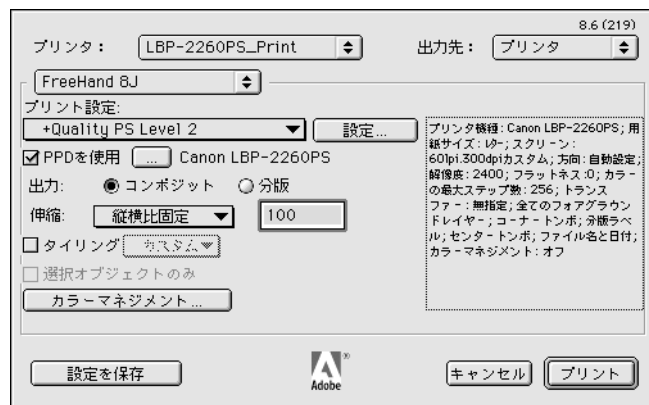 8.6 (219)
プリンタ： LBP-2260PS_Print 出力先： プリンタ
FreeHand 8J
プリント設定:
+Quality PS Level 2 設定...
PPDを使用 ... Canon LBP-2260PS
出力: コンポジット 分版
伸縮: 縦横比固定 100
タイリング カスタム
選択オブジェクトのみ
カラーマネジメント...
プリンタ機種：Canon LBP-2260PS；用
紙サイズ：レター；スクリーン：
60lpi.300dpiカスタム；方向：自動設定；
解像度：2400；フラットネス：0；カラー
の最大ステップ数：256；トランス
ファー：無指定；全てのフォアグラウン
ドレイヤー；コーナートンボ；分版ラベ
ル；センタートンボ；ファイル名と日付；
カラーマネジメント：オフ
設定を保存 Adobe キャンセル プリント